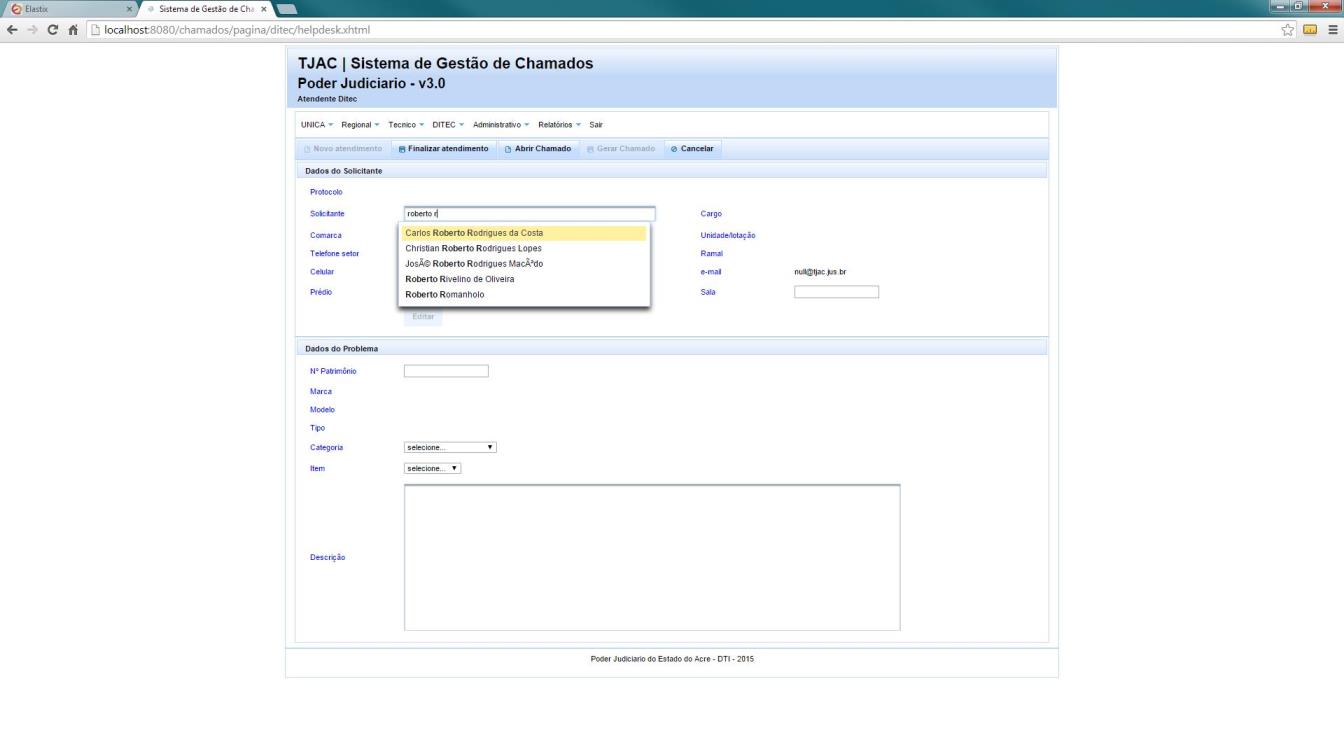 Elastix
Sistema de Gestão de Cha
localhost:8080/chamados/pagina/ditec/helpdesk.xhtml
TJAC | Sistema de Gestão de Chamados
Poder Judiciario - v3.0
Atendente Ditec
UNICA Regional Tecnico DITEC Administrativo Relatórios Sair
Novo atendimento Finalizar atendimento Abrir Chamado Gerar Chamado Cancelar
Dados do Solicitante
Protocolo
Solicitante roberto r Cargo
Carlos Roberto Rodrigues da Costa
Comarca Unidade/lotação
Christian Roberto Rodrigues Lopes
Telefone setor Ramal
JosÃ© Roberto Rodrigues MacÃªdo
Celular e-mail null@tjac.jus.br
Roberto Rivelino de Oliveira
Prédio Sala
Roberto Romanholo
Editar
Dados do Problema
Nº Patrimônio
Marca
Modelo
Tipo
Categoria selecione...
Item selecione...
Descrição
Poder Judiciario do Estado do Acre - DTI - 2015